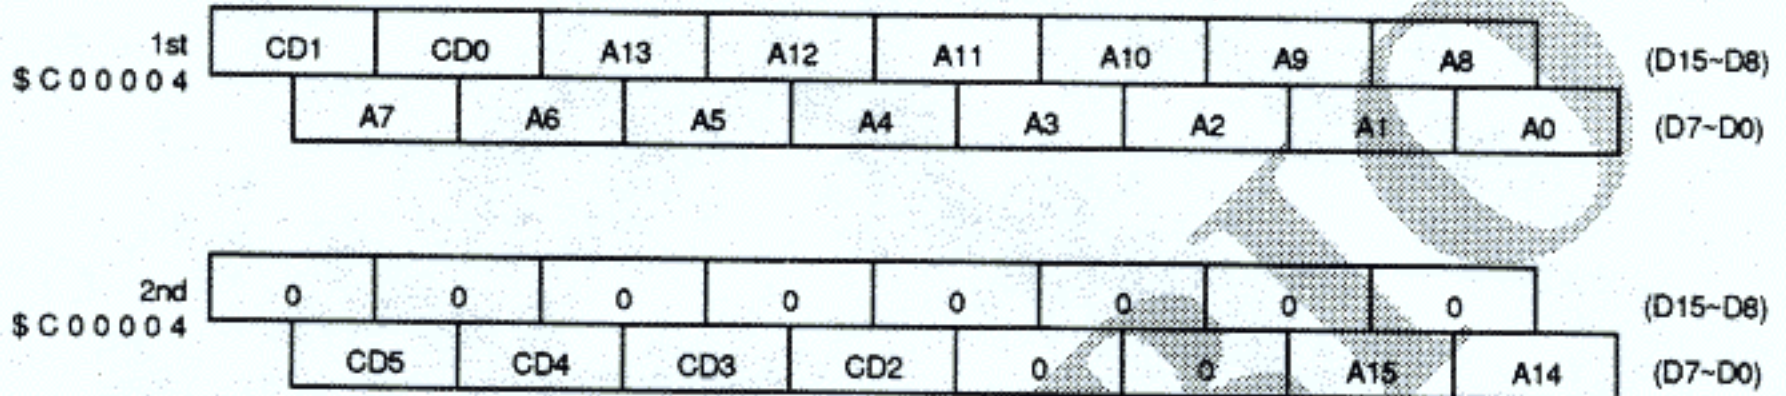 1st CD1 CD0 A13 A12 A11 A10 A9 A8 (D15~D8)
$C00004
A7 A6 A5 A4 A3 A2 A1 A0 (D7~D0)
2nd 0 0 0 0 0 0 0 0 (D15~D8)
$C00004
CD5 CD4 CD3 CD2 0 0 A15 A14 (D7~D0)